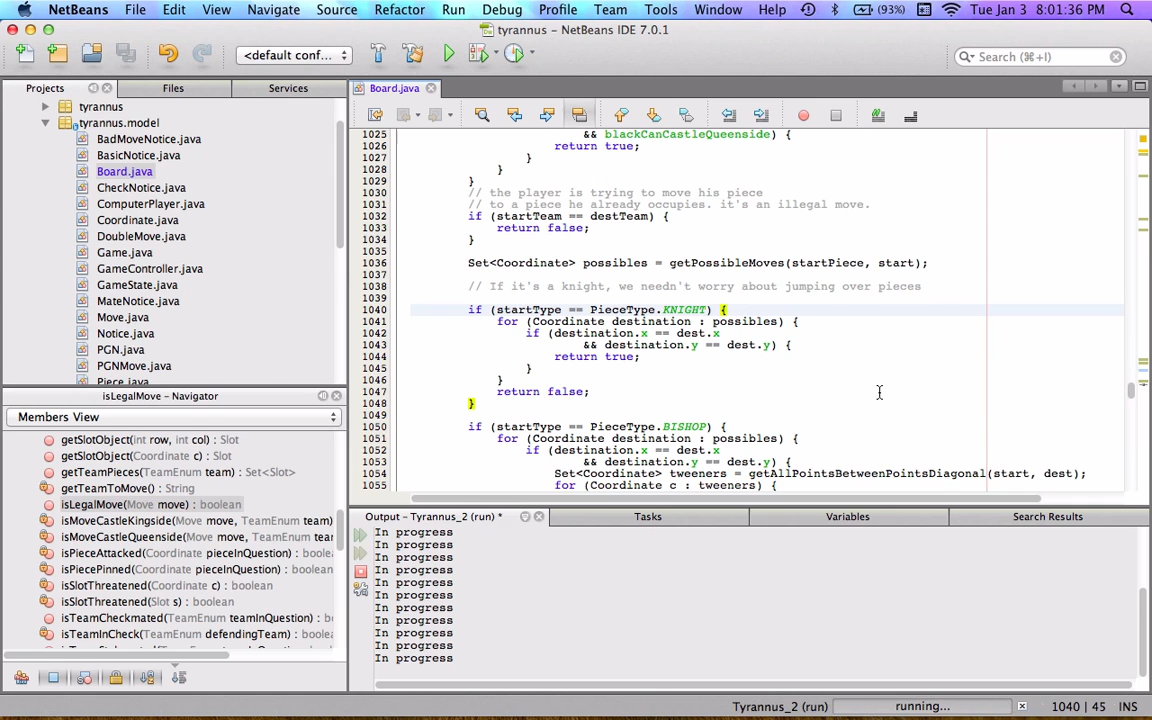 NetBeans File Edit View Navigate Source Refactor Run Debug Profile Team Tools Window Help (93%) Tue Jan 3 8:01:36 PM
tyrannus – NetBeans IDE 7.0.1
<default conf... Search (⌘+I)
Projects Files Services
Board.java
tyrannus
tyrannus.model
BadMoveNotice.java
BasicNotice.java
Board.java
CheckNotice.java
ComputerPlayer.java
Coordinate.java
DoubleMove.java
Game.java
GameController.java
GameState.java
MateNotice.java
Move.java
Notice.java
PGN.java
PGNMove.java
Piece.java
isLegalMove – Navigator
Members View
getSlotObject(int row, int col) : Slot
getSlotObject(Coordinate c) : Slot
getTeamPieces(TeamEnum team) : Set<Slot>
getTeamToMove() : String
isLegalMove(Move move) : boolean
isMoveCastleKingside(Move move, TeamEnum team)
isMoveCastleQueenside(Move move, TeamEnum team
isPieceAttacked(Coordinate pieceInQuestion) : boole
isPiecePinned(Coordinate pieceInQuestion) : boolea
isSlotThreatened(Coordinate c) : boolean
isSlotThreatened(Slot s) : boolean
isTeamCheckmated(TeamEnum teamInQuestion) : b
isTeamInCheck(TeamEnum defendingTeam) : boolea
1025 && blackCanCastleQueenside) {
1026 return true;
1027 }
1028 }
1029 }
1030 // the player is trying to move his piece
1031 // to a piece he already occupies. it's an illegal move.
1032 if (startTeam == destTeam) {
1033 return false;
1034 }
1035
1036 Set<Coordinate> possibles = getPossibleMoves(startPiece, start);
1037
1038 // If it's a knight, we needn't worry about jumping over pieces
1039
1040 if (startType == PieceType.KNIGHT) {
1041 for (Coordinate destination : possibles) {
1042 if (destination.x == dest.x
1043 && destination.y == dest.y) {
1044 return true;
1045 }
1046 }
1047 return false;
1048 }
1049
1050 if (startType == PieceType.BISHOP) {
1051 for (Coordinate destination : possibles) {
1052 if (destination.x == dest.x
1053 && destination.y == dest.y) {
1054 Set<Coordinate> tweeners = getAllPointsBetweenPointsDiagonal(start, dest);
1055 for (Coordinate c : tweeners) {
Output – Tyrannus_2 (run) * Tasks Variables Search Results
In progress
In progress
In progress
In progress
In progress
In progress
In progress
In progress
In progress
In progress
In progress
Tyrannus_2 (run) running... 1040 | 45 INS